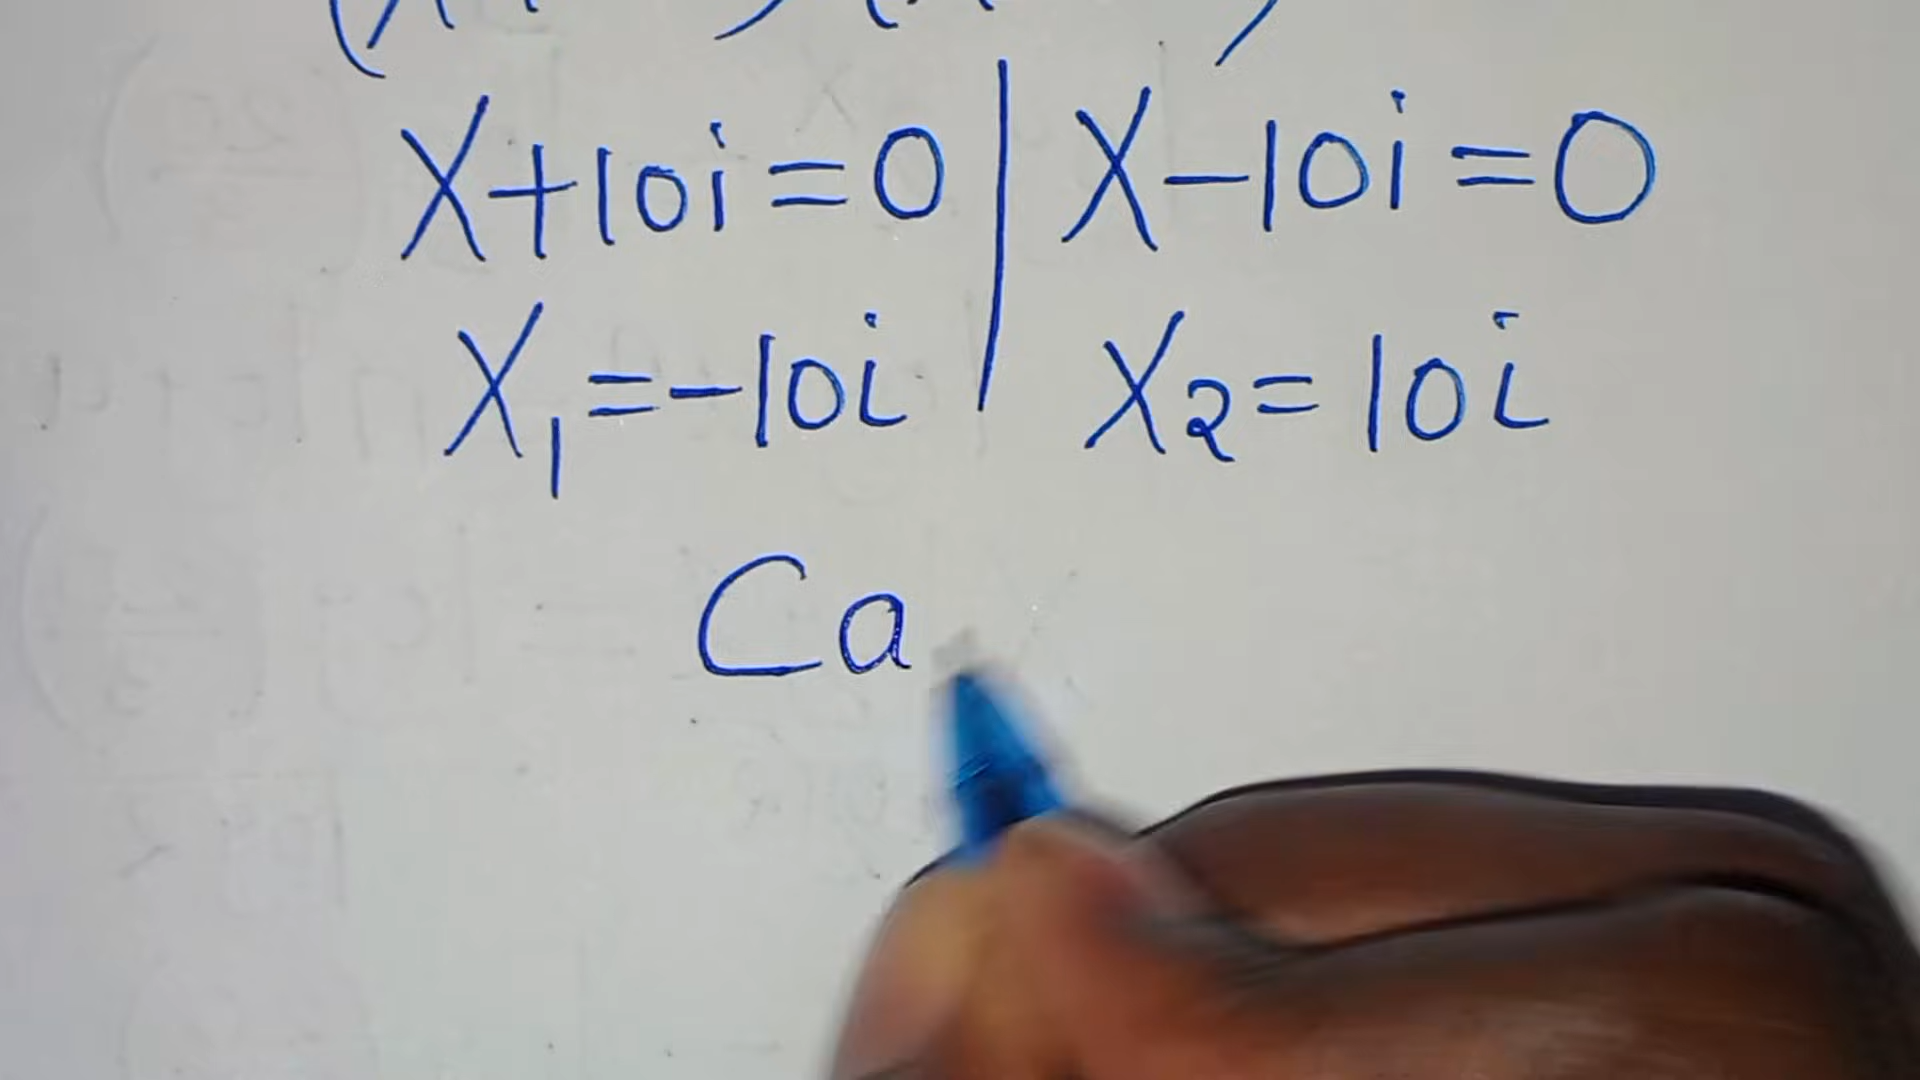 X+10i=0 | X-10i=0
X₁=-10i | X₂=10i
Ca